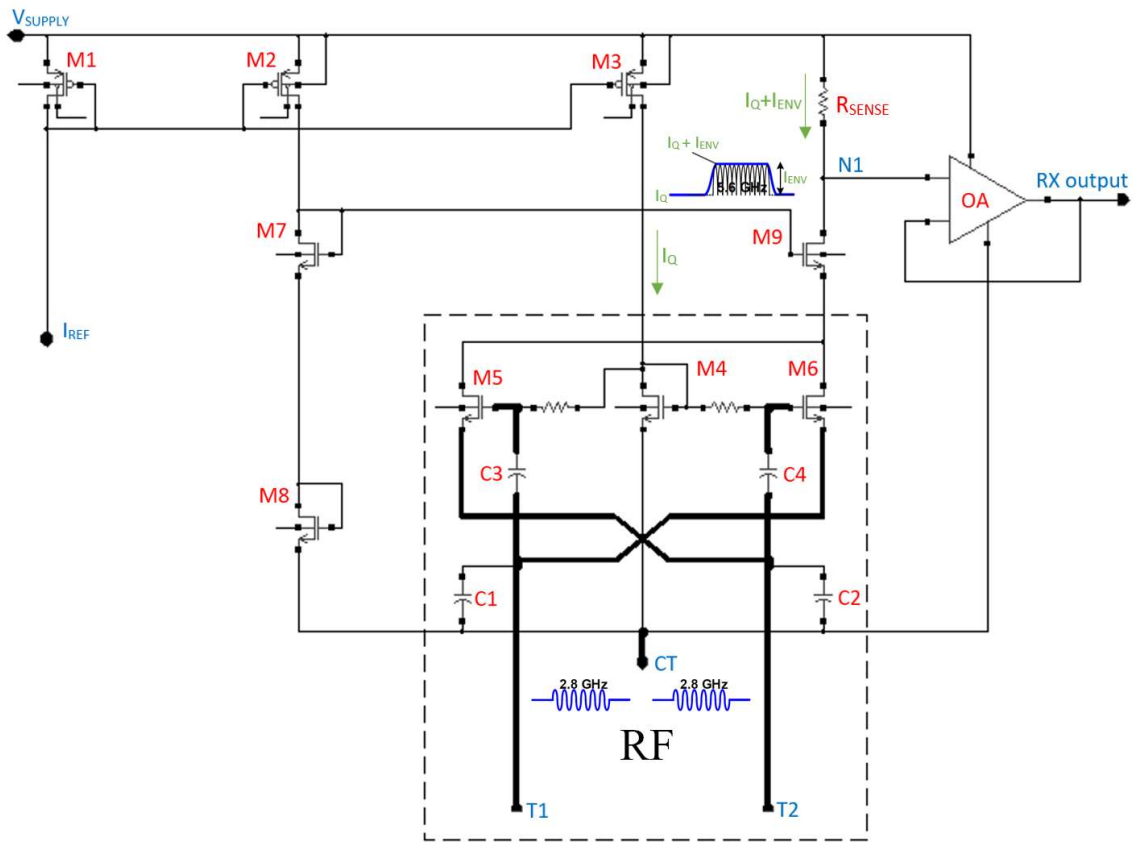 VSUPPLY
M1
M2
M3
IQ+IENV
RSENSE
IQ + IENV
IENV
5.6 GHz
IQ
N1
RX output
OA
M7
M9
IQ
IREF
M5
M4
M6
C3
C4
M8
C1
C2
CT
2.8 GHz
2.8 GHz
RF
T1
T2